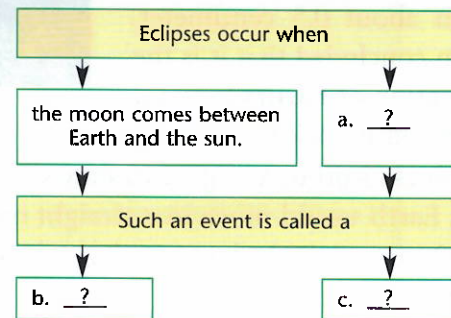 Eclipses occur when
the moon comes between
Earth and the sun.
a. ?
Such an event is called a
b. ?
c. ?